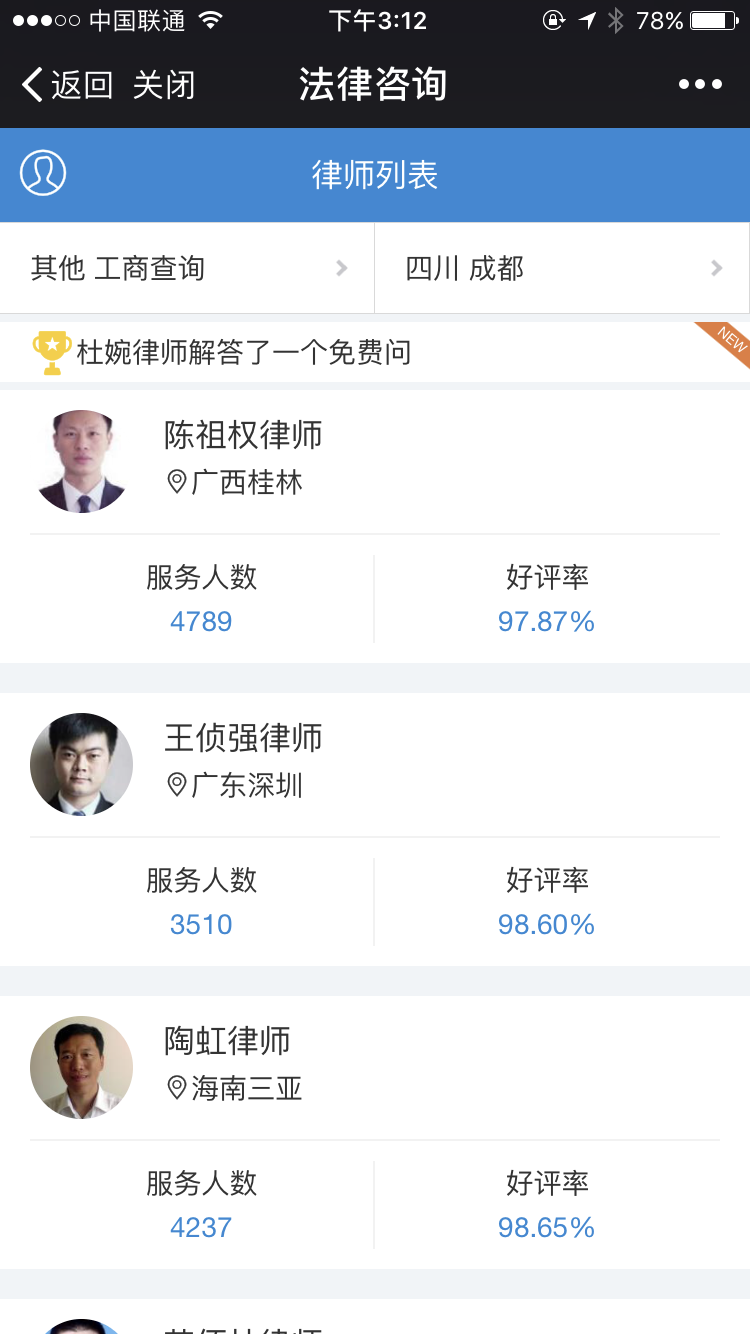 中国联通 下午3:12 78%
返回 关闭 法律咨询
律师列表
其他 工商查询 四川 成都
杜婉律师解答了一个免费问 NEW
陈祖权律师
广西桂林
服务人数 好评率
4789 97.87%
王侦强律师
广东深圳
服务人数 好评率
3510 98.60%
陶虹律师
海南三亚
服务人数 好评率
4237 98.65%